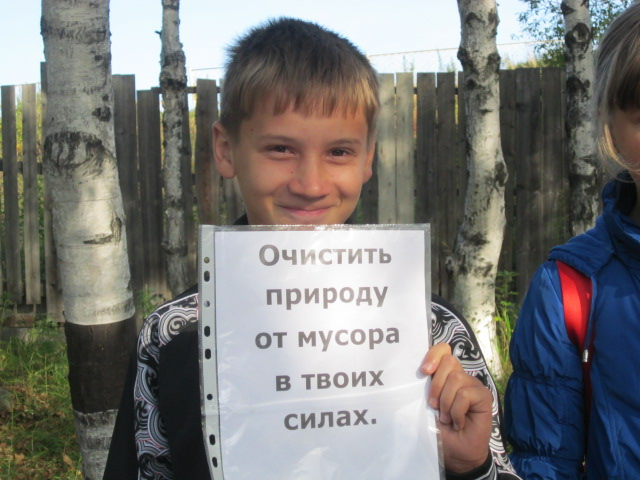 Очистить
природу
от мусора
в твоих
силах.